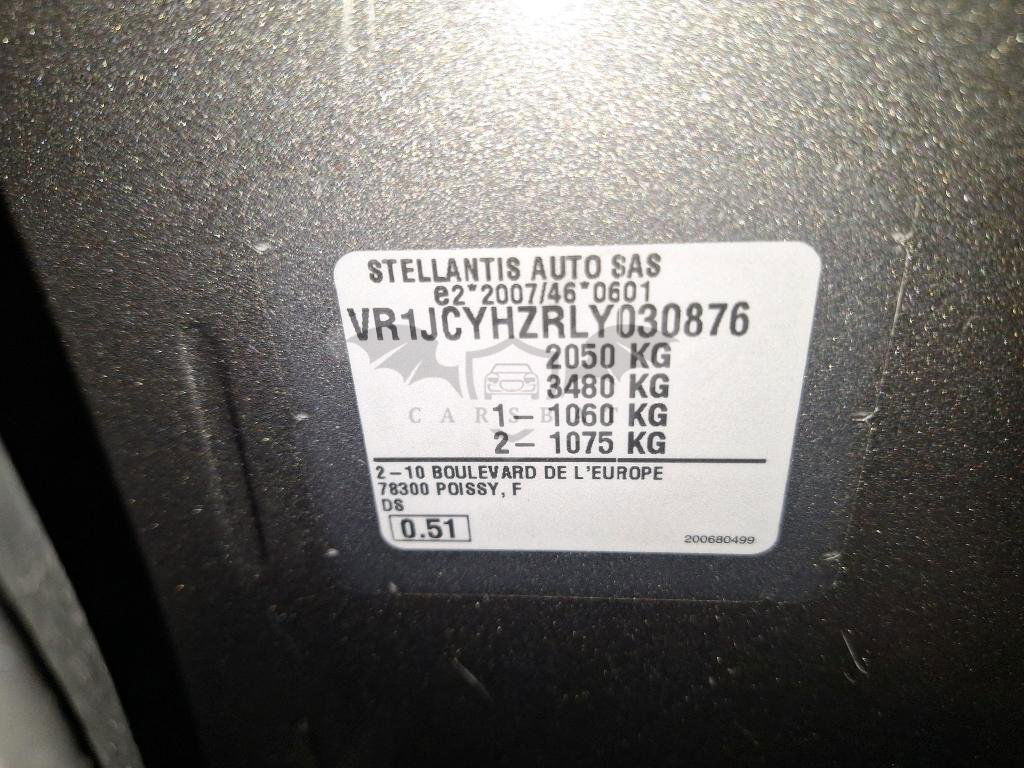 STELLANTIS AUTO SAS
e2*2007/46*0601
VR1JCYHZRLY030876
2050 KG
3480 KG
1- 1060 KG
2- 1075 KG
2-10 BOULEVARD DE L'EUROPE
78300 POISSY, F
DS
0.51
200680499